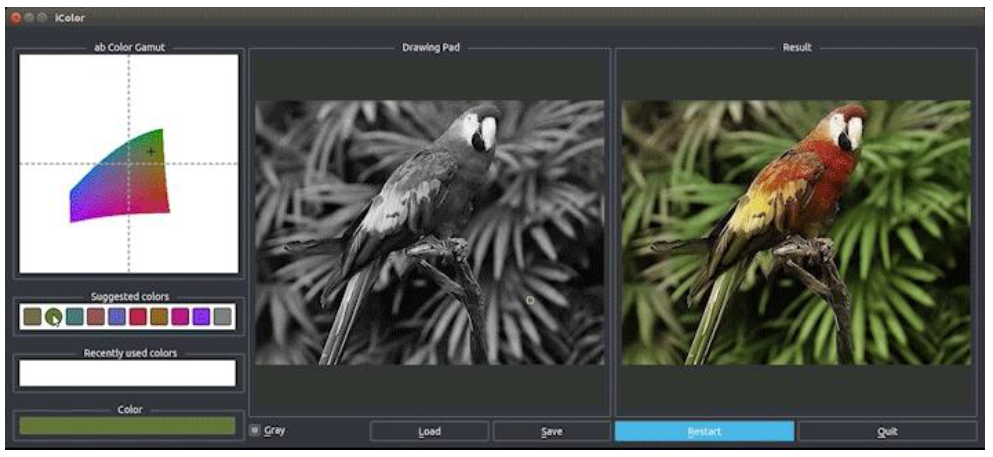 iColor
ab Color Gamut
Drawing Pad
Result
Suggested colors
Recently used colors
Color
Gray
Load
Save
Restart
Quit